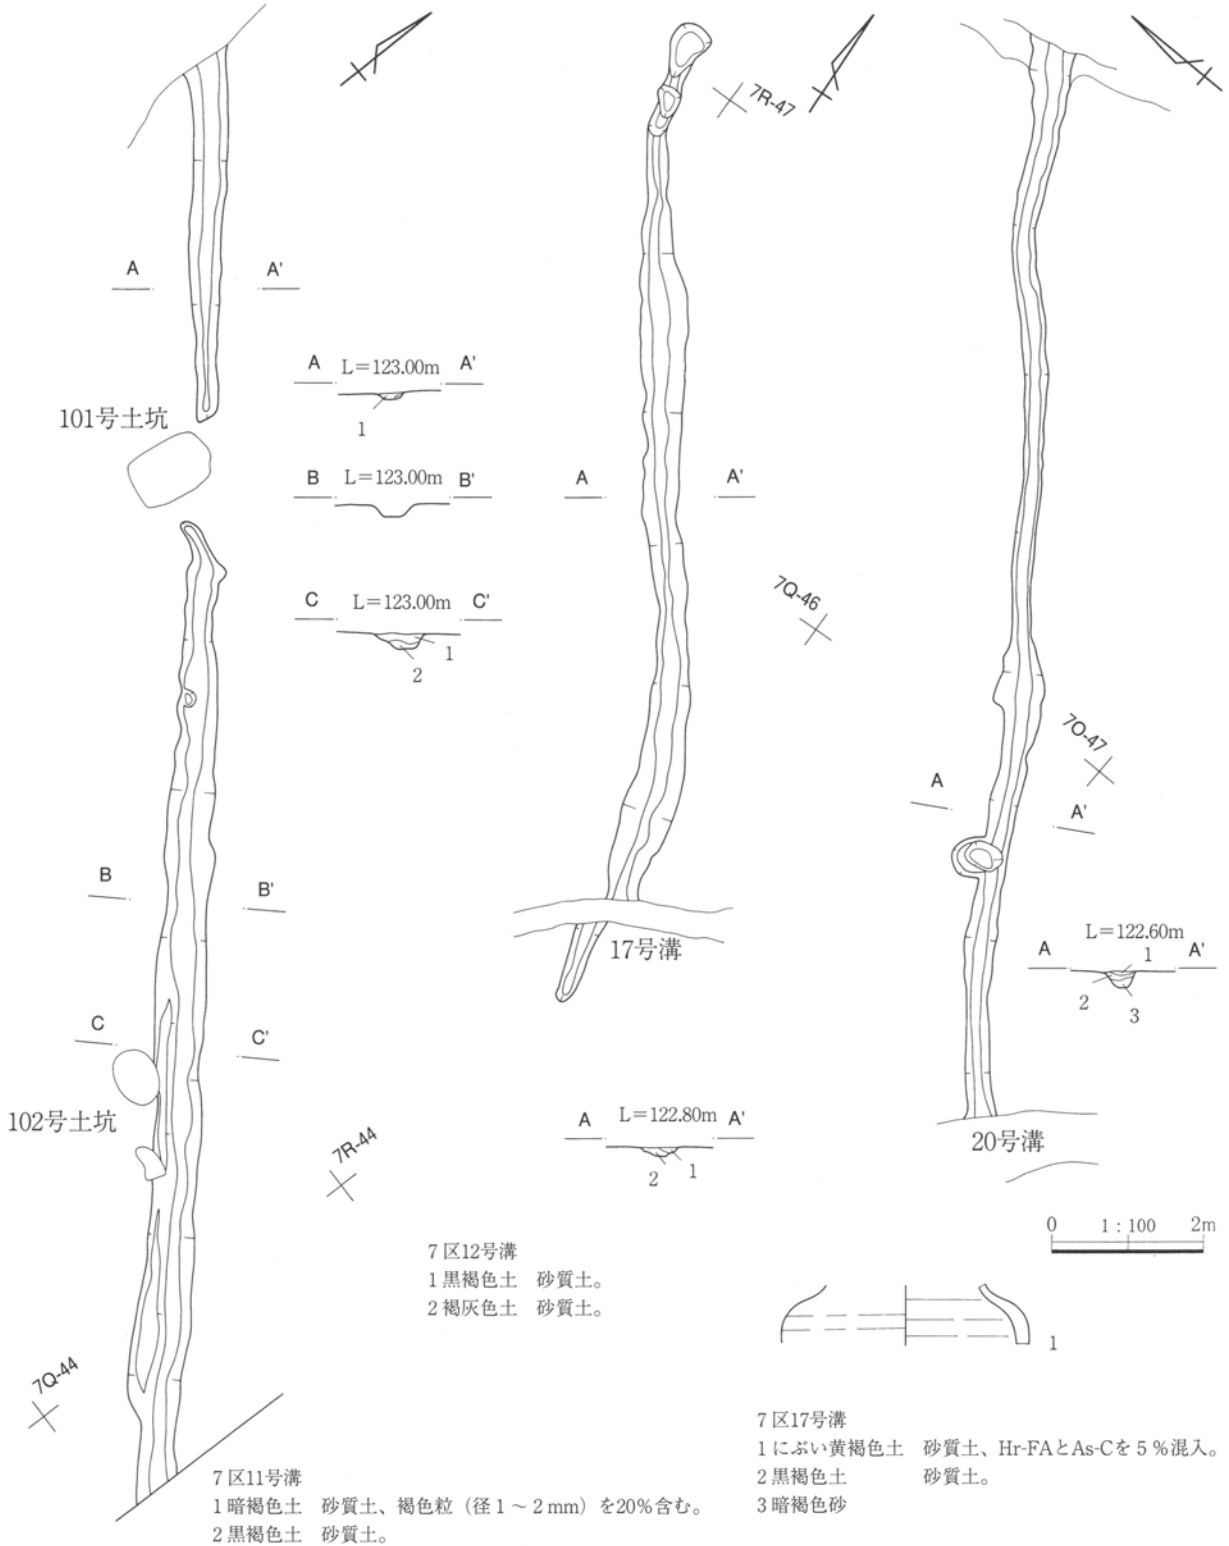 7R-47
A
A'
A L=123.00m A'
1
101号土坑
B L=123.00m B'
A
A'
C L=123.00m C'
1
2
7Q-46
7O-47
A
A'
B
B'
17号溝
L=122.60m
A
1
A'
2
3
C
C'
102号土坑
A L=122.80m A'
2
1
20号溝
7R-44
0 1:100 2m
7区12号溝
1 黒褐色土 砂質土。
2 褐灰色土 砂質土。
1
7Q-44
7区17号溝
1 にぶい黄褐色土 砂質土、Hr-FAとAs-Cを5%混入。
2 黒褐色土 砂質土。
3 暗褐色砂
7区11号溝
1 暗褐色土 砂質土、褐色粒（径1～2mm）を20%含む。
2 黒褐色土 砂質土。